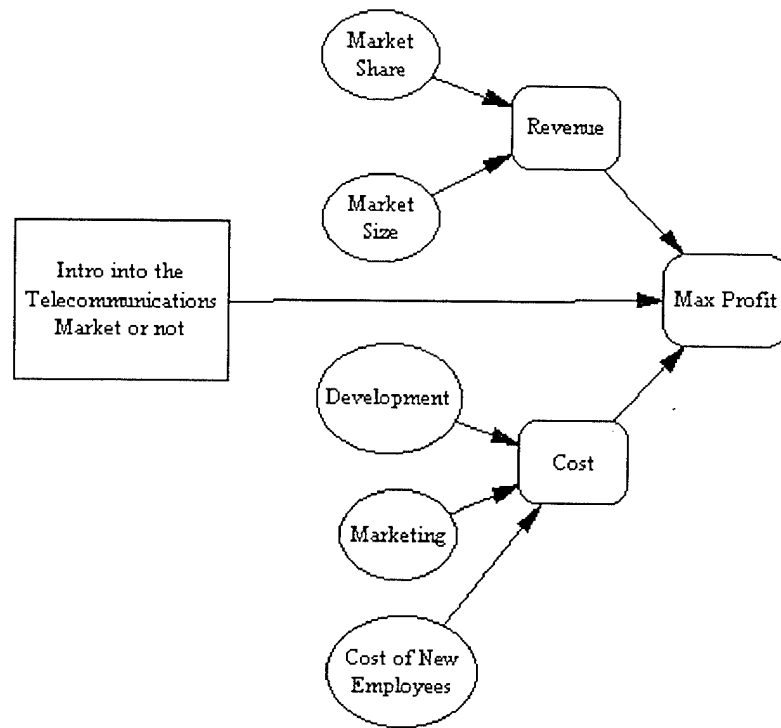 Market
Share
Revenue
Market
Size
Intro into the
Telecommunications
Market or not
Max Profit
Development
Cost
Marketing
Cost of New
Employees